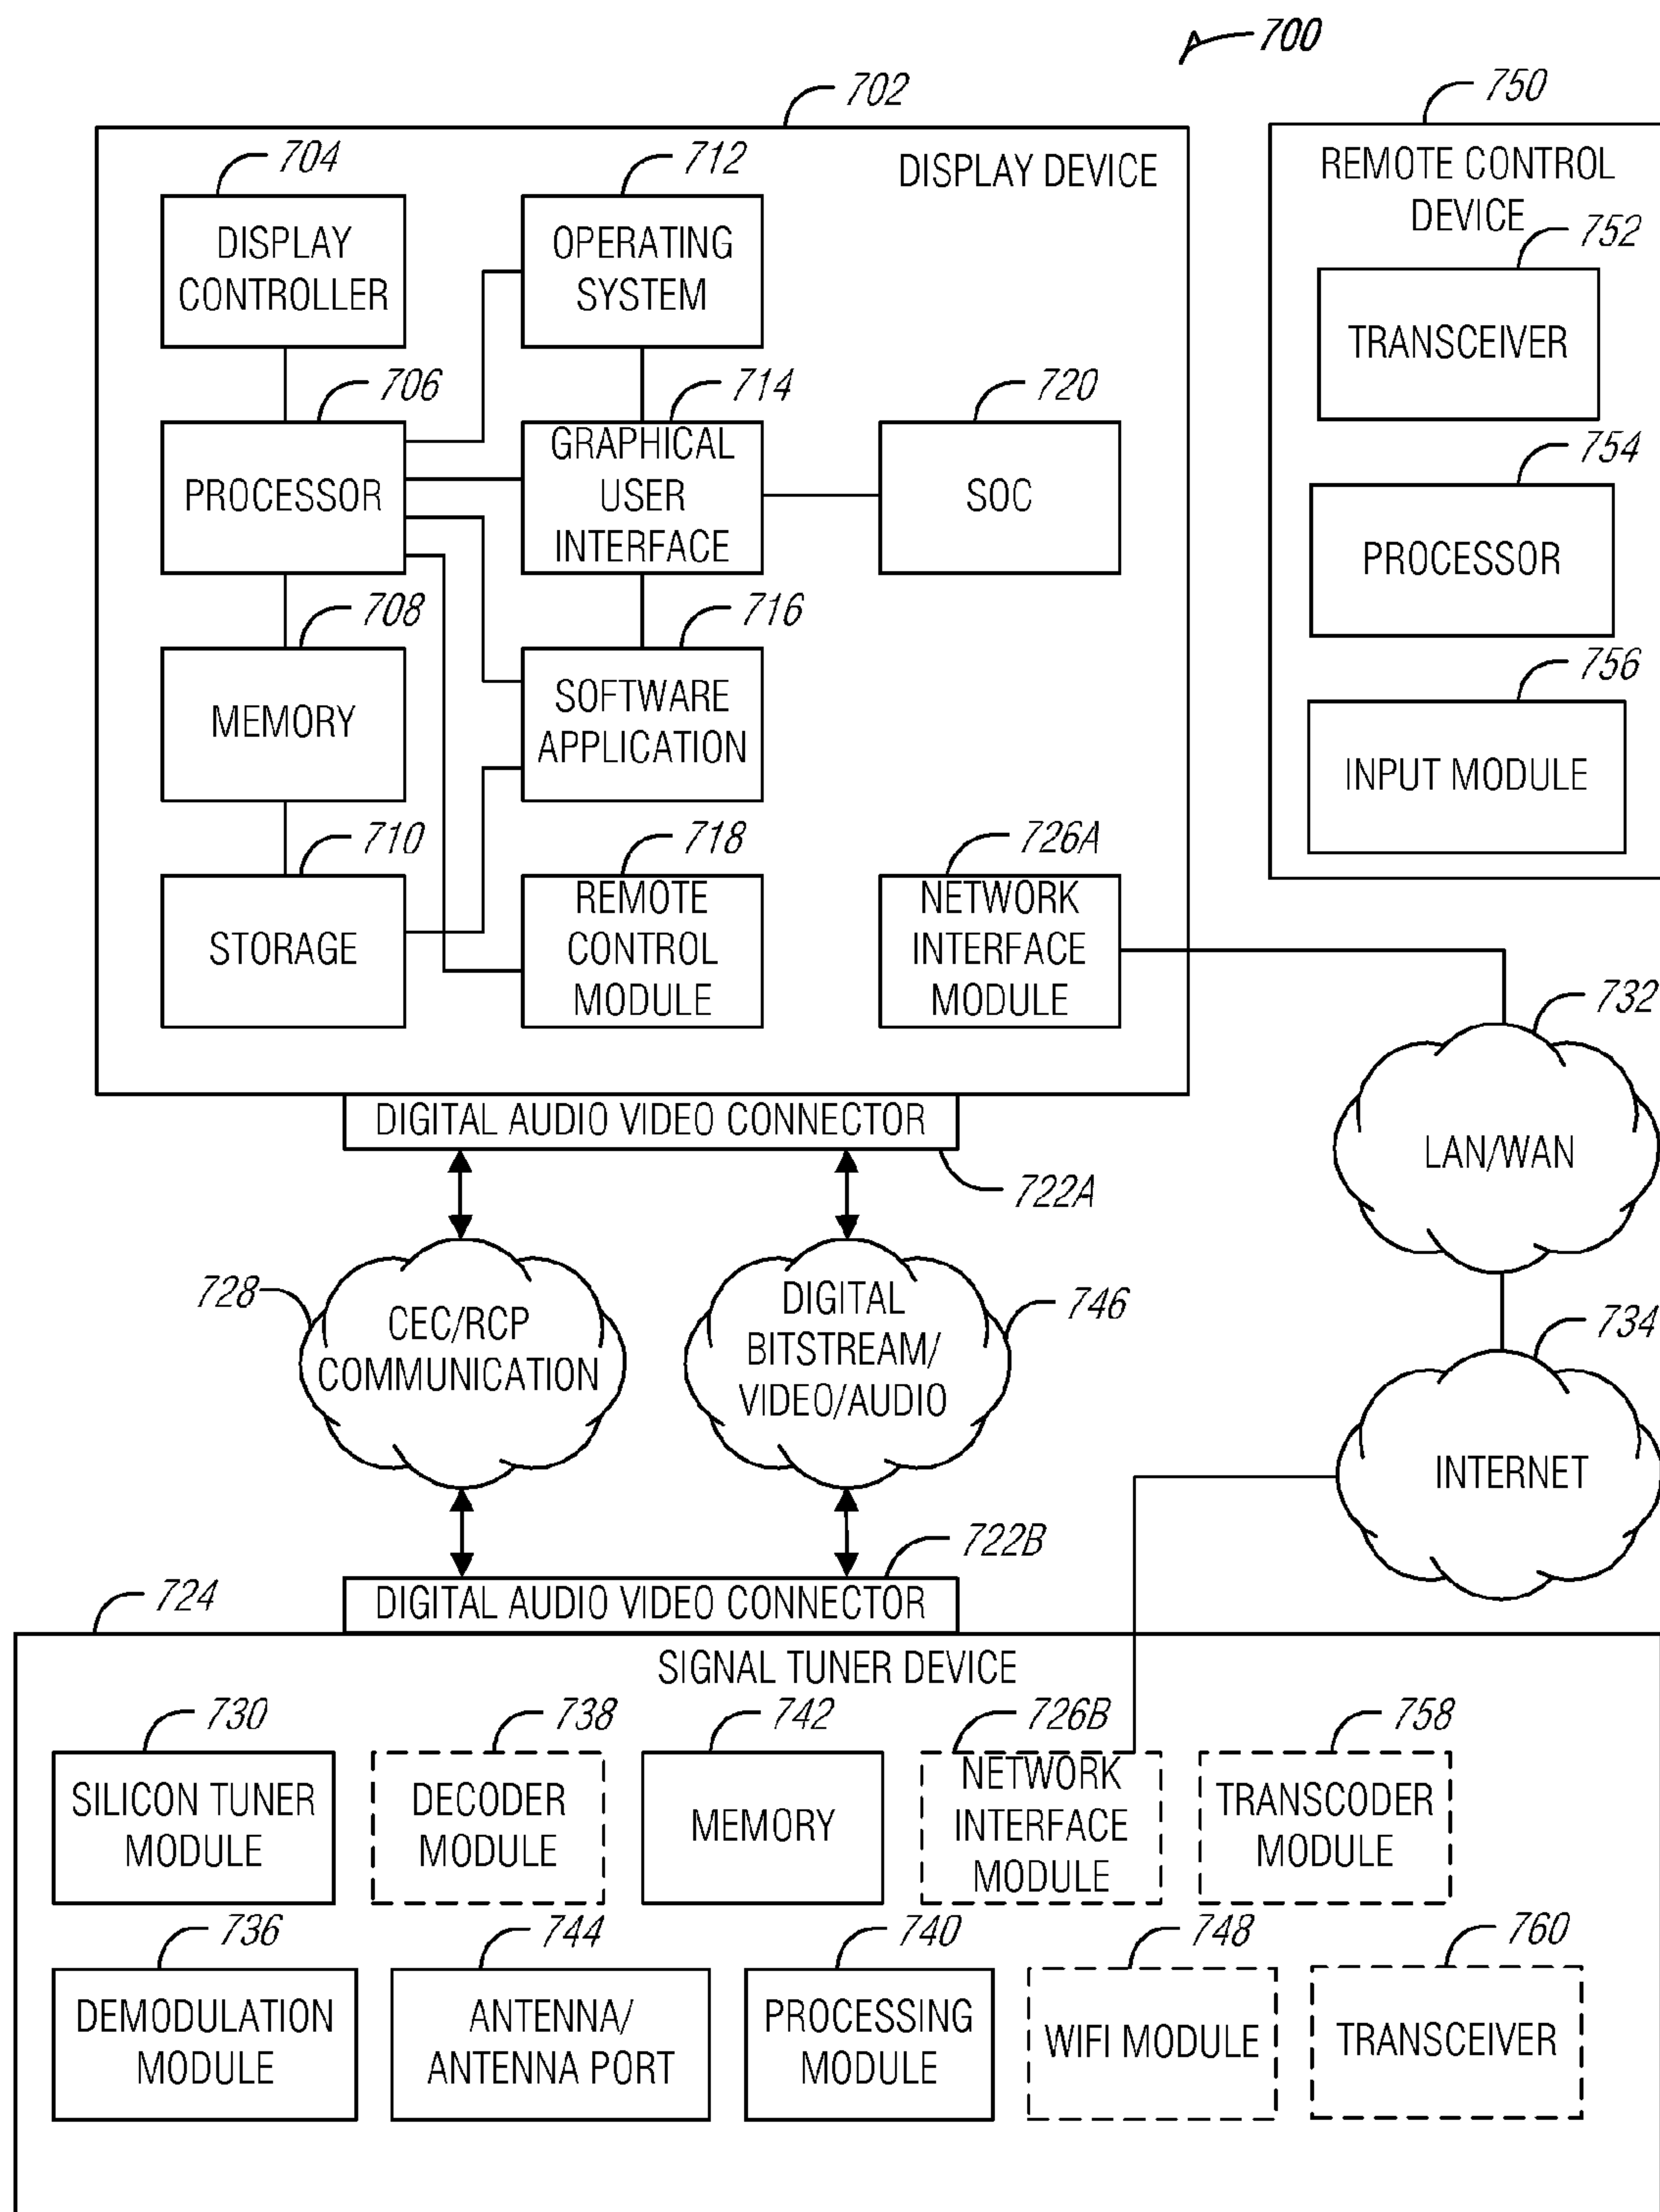 700
702
750
704
712
DISPLAY DEVICE
REMOTE CONTROL
DEVICE
752
DISPLAY
CONTROLLER
OPERATING
SYSTEM
TRANSCEIVER
706
714
720
754
PROCESSOR
GRAPHICAL
USER
INTERFACE
SOC
PROCESSOR
708
716
756
MEMORY
SOFTWARE
APPLICATION
INPUT MODULE
710
718
726A
STORAGE
REMOTE
CONTROL
MODULE
NETWORK
INTERFACE
MODULE
732
DIGITAL AUDIO VIDEO CONNECTOR
722A
LAN/WAN
728
CEC/RCP
COMMUNICATION
DIGITAL
BITSTREAM/
VIDEO/AUDIO
746
734
INTERNET
722B
724
DIGITAL AUDIO VIDEO CONNECTOR
SIGNAL TUNER DEVICE
730
738
742
726B
758
SILICON TUNER
MODULE
DECODER
MODULE
MEMORY
NETWORK
INTERFACE
MODULE
TRANSCODER
MODULE
736
744
740
748
760
DEMODULATION
MODULE
ANTENNA/
ANTENNA PORT
PROCESSING
MODULE
WIFI MODULE
TRANSCEIVER